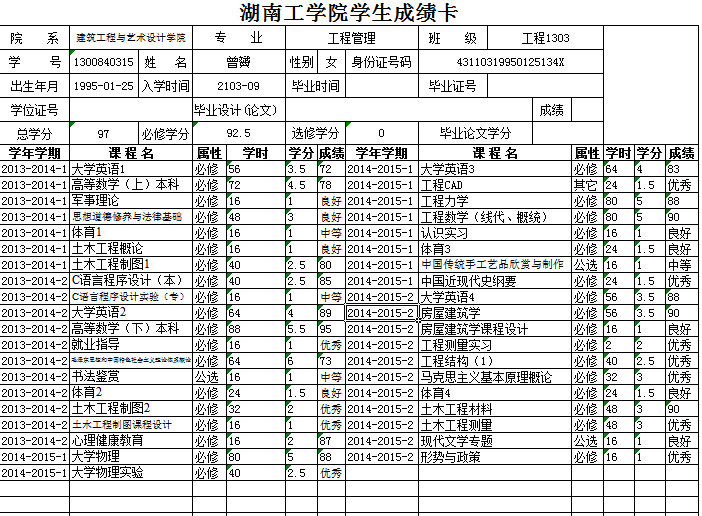 湖南工学院学生成绩卡
院 系 建筑工程与艺术设计学院 专 业 工程管理 班 级 工程1303
学 号 1300840315 姓 名 曾赟 性别 女 身份证号码 43110319950125134X
出生年月 1995-01-25 入学时间 2103-09 毕业时间 毕业证号
学位证号 毕业设计(论文) 成绩
总学分 97 必修学分 92.5 选修学分 0 毕业论文学分
学年学期 课 程 名 属性 学时 学分 成绩 学年学期 课 程 名 属性 学时 学分 成绩
2013-2014-1 大学英语1 必修 56 3.5 72 2014-2015-1 大学英语3 必修 64 4 83
2013-2014-1 高等数学（上）本科 必修 72 4.5 78 2014-2015-1 工程CAD 其它 24 1.5 优秀
2013-2014-1 军事理论 必修 16 1 良好 2014-2015-1 工程力学 必修 80 5 88
2013-2014-1 思想道德修养与法律基础 必修 48 3 良好 2014-2015-1 工程数学（线代、概统） 必修 80 5 90
2013-2014-1 体育1 必修 16 1 中等 2014-2015-1 认识实习 必修 16 1 良好
2013-2014-1 土木工程概论 必修 16 1 良好 2014-2015-1 体育3 必修 24 1.5 良好
2013-2014-1 土木工程制图1 必修 40 2.5 80 2014-2015-1 中国传统手工艺品欣赏与制作 公选 16 1 中等
2013-2014-2 C语言程序设计（本） 必修 40 2.5 85 2014-2015-1 中国近现代史纲要 必修 24 1.5 优秀
2013-2014-2 C语言程序设计实验（专） 必修 16 1 中等 2014-2015-2 大学英语4 必修 56 3.5 88
2013-2014-2 大学英语2 必修 64 4 89 2014-2015-2 房屋建筑学 必修 56 3.5 90
2013-2014-2 高等数学（下）本科 必修 88 5.5 95 2014-2015-2 房屋建筑学课程设计 必修 16 1 良好
2013-2014-2 就业指导 必修 16 1 优秀 2014-2015-2 工程测量实习 必修 2 2 优秀
2013-2014-2 毛泽东思想和中国特色社会主义理论体系概论 必修 64 6 73 2014-2015-2 工程结构（1） 必修 40 2.5 优秀
2013-2014-2 书法鉴赏 公选 16 1 中等 2014-2015-2 马克思主义基本原理概论 必修 32 3 优秀
2013-2014-2 体育2 必修 24 1.5 良好 2014-2015-2 体育4 必修 24 1.5 良好
2013-2014-2 土木工程制图2 必修 32 2 优秀 2014-2015-2 土木工程材料 必修 48 3 90
2013-2014-2 土木工程制图课程设计 必修 16 1 优秀 2014-2015-2 土木工程测量 必修 48 3 优秀
2013-2014-2 心理健康教育 必修 16 2 87 2014-2015-2 现代文学专题 公选 16 1 良好
2014-2015-1 大学物理 必修 80 5 88 2014-2015-2 形势与政策 必修 16 1 优秀
2014-2015-1 大学物理实验 必修 40 2.5 优秀